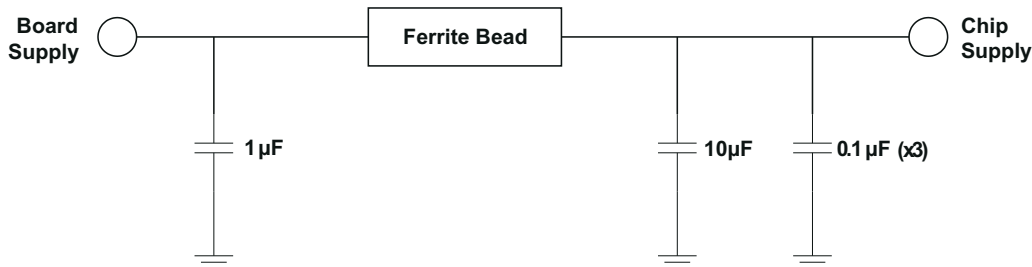 Board
Supply
Ferrite Bead
Chip
Supply
1 µF
10µF
0.1 µF (x3)